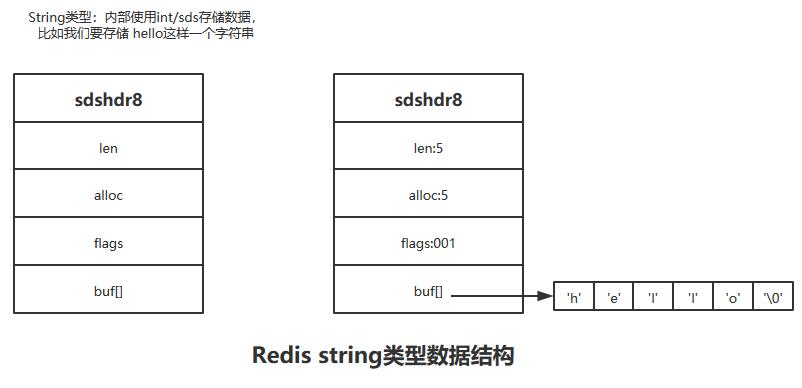 String类型：内部使用int/sds存储数据，
比如我们要存储 hello这样一个字符串
sdshdr8
len
alloc
flags
buf[]
sdshdr8
len:5
alloc:5
flags:001
buf[]
'h' 'e' 'l' 'l' 'o' '\0'
Redis string类型数据结构